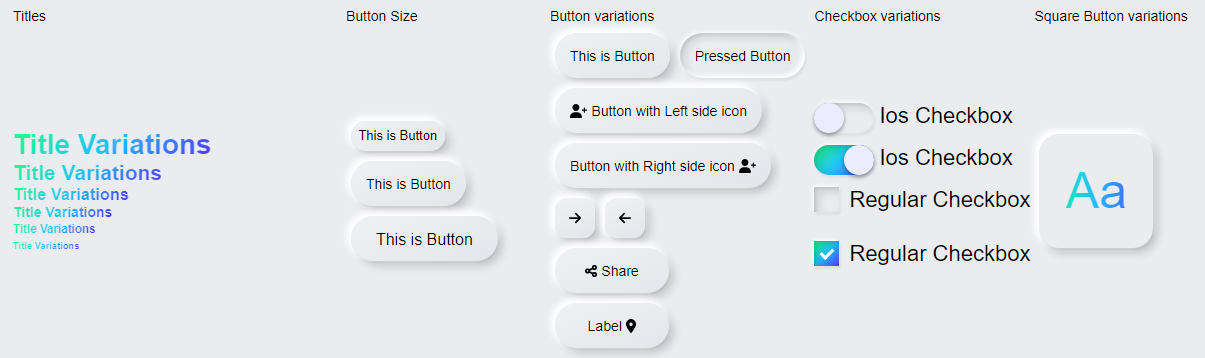 Titles
Title Variations
Title Variations
Title Variations
Title Variations
Title Variations
Title Variations
Button Size
This is Button
This is Button
This is Button
Button variations
This is Button
Pressed Button
Button with Left side icon
Button with Right side icon
Share
Label
Checkbox variations
Ios Checkbox
Ios Checkbox
Regular Checkbox
Regular Checkbox
Square Button variations
Aa